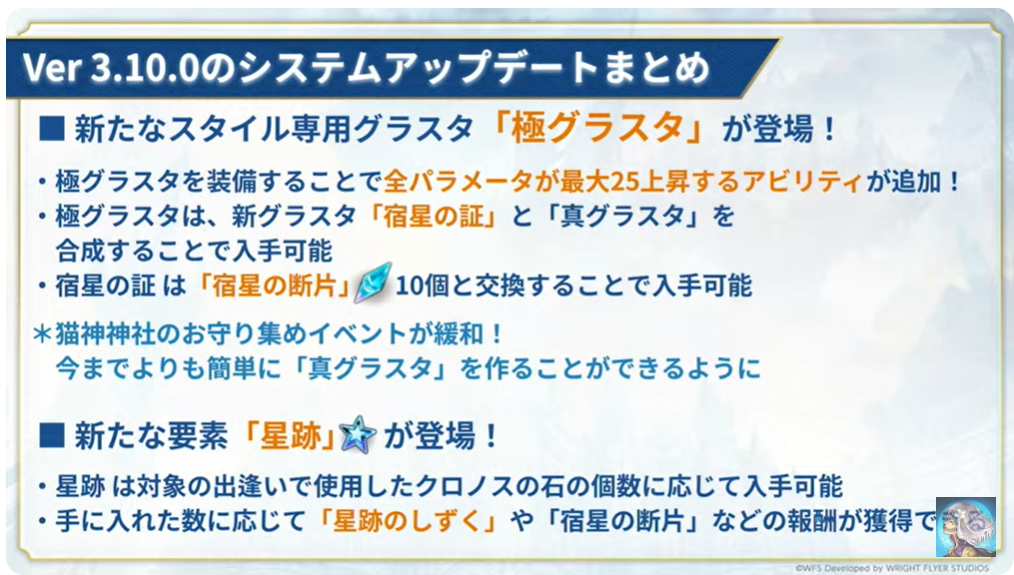 Ver 3.10.0のシステムアップデートまとめ
■ 新たなスタイル専用グラスタ「極グラスタ」が登場！
・極グラスタを装備することで全パラメータが最大25上昇するアビリティが追加！
・極グラスタは、新グラスタ「宿星の証」と「真グラスタ」を
合成することで入手可能
・宿星の証 は「宿星の断片」10個と交換することで入手可能
＊猫神神社のお守り集めイベントが緩和！
今までよりも簡単に「真グラスタ」を作ることができるように
■ 新たな要素「星跡」が登場！
・星跡 は対象の出逢いで使用したクロノスの石の個数に応じて入手可能
・手に入れた数に応じて「星跡のしずく」や「宿星の断片」などの報酬が獲得で
©WFS Developed by WRIGHT FLYER STUDIOS